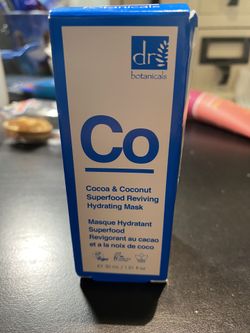 botanicals
dr
botanicals
Co
Cocoa & Coconut
Superfood Reviving
Hydrating Mask
Masque Hydratant
Superfood
Revigorant au cacao
et à la noix de coco